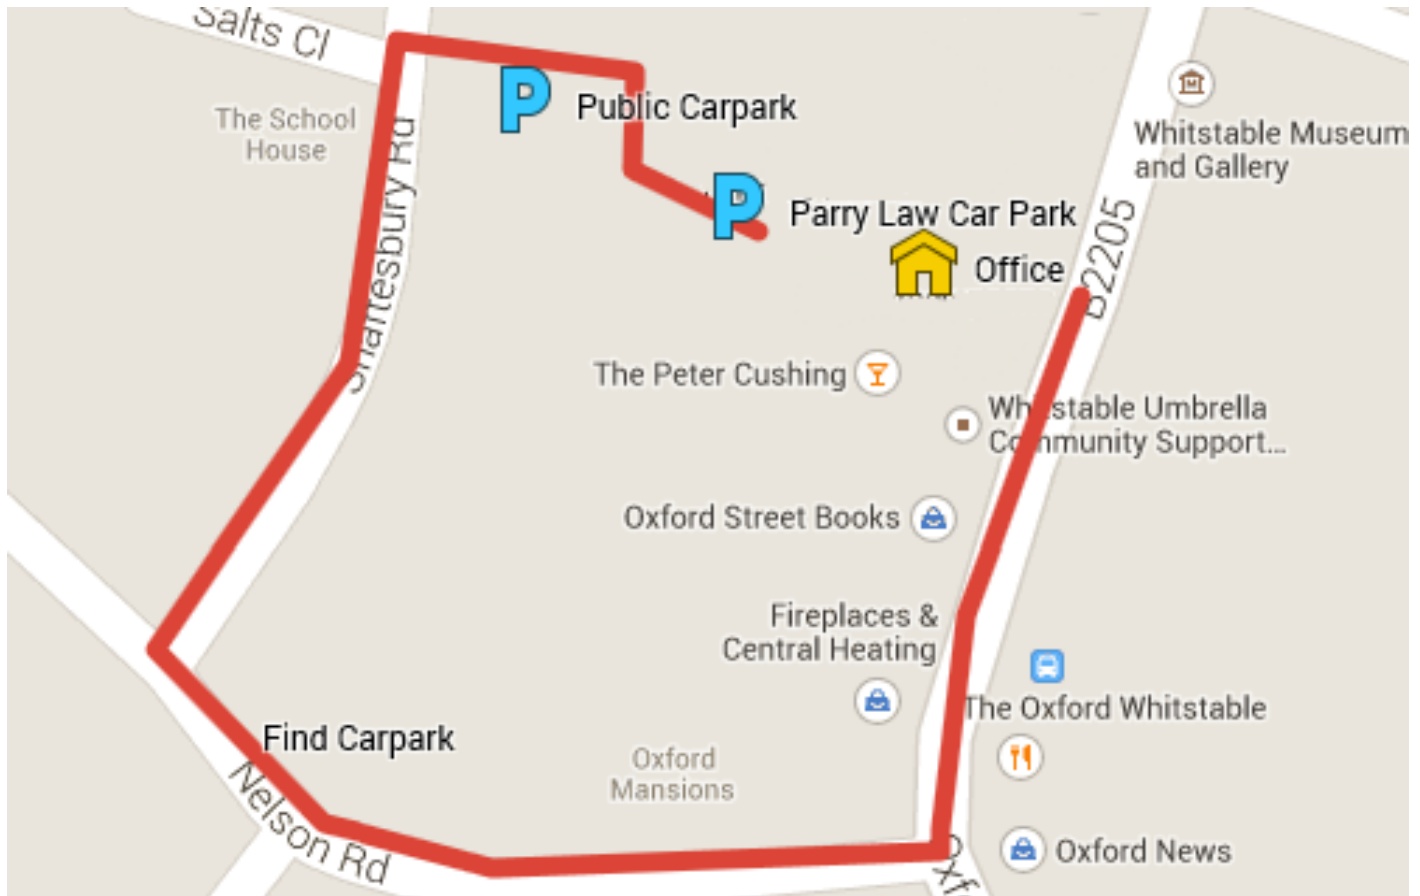 Salts Cl
The School
House
P
Public Carpark
Shaftesbury Rd
Whitstable Museum
and Gallery
P
Parry Law Car Park
Office
B2205
The Peter Cushing
Whitstable Umbrella
Community Support...
Oxford Street Books
Fireplaces &
Central Heating
The Oxford Whitstable
Find Carpark
Oxford
Mansions
Nelson Rd
Oxf
Oxford News